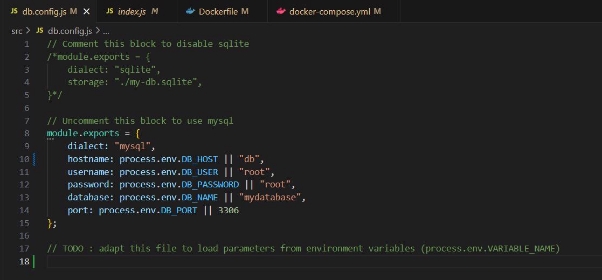 JS db.config.js M ×
JS index.js M
Dockerfile M
docker-compose.yml M
src > JS db.config.js > ...
1 // Comment this block to disable sqlite
2 /*module.exports = {
3 dialect: "sqlite",
4 storage: "./my-db.sqlite",
5 }*/
6
7 // Uncomment this block to use mysql
8 module.exports = {
9 dialect: "mysql",
10 hostname: process.env.DB_HOST || "db",
11 username: process.env.DB_USER || "root",
12 password: process.env.DB_PASSWORD || "root",
13 database: process.env.DB_NAME || "mydatabase",
14 port: process.env.DB_PORT || 3306
15 };
16
17 // TODO : adapt this file to load parameters from environment variables (process.env.VARIABLE_NAME)
18